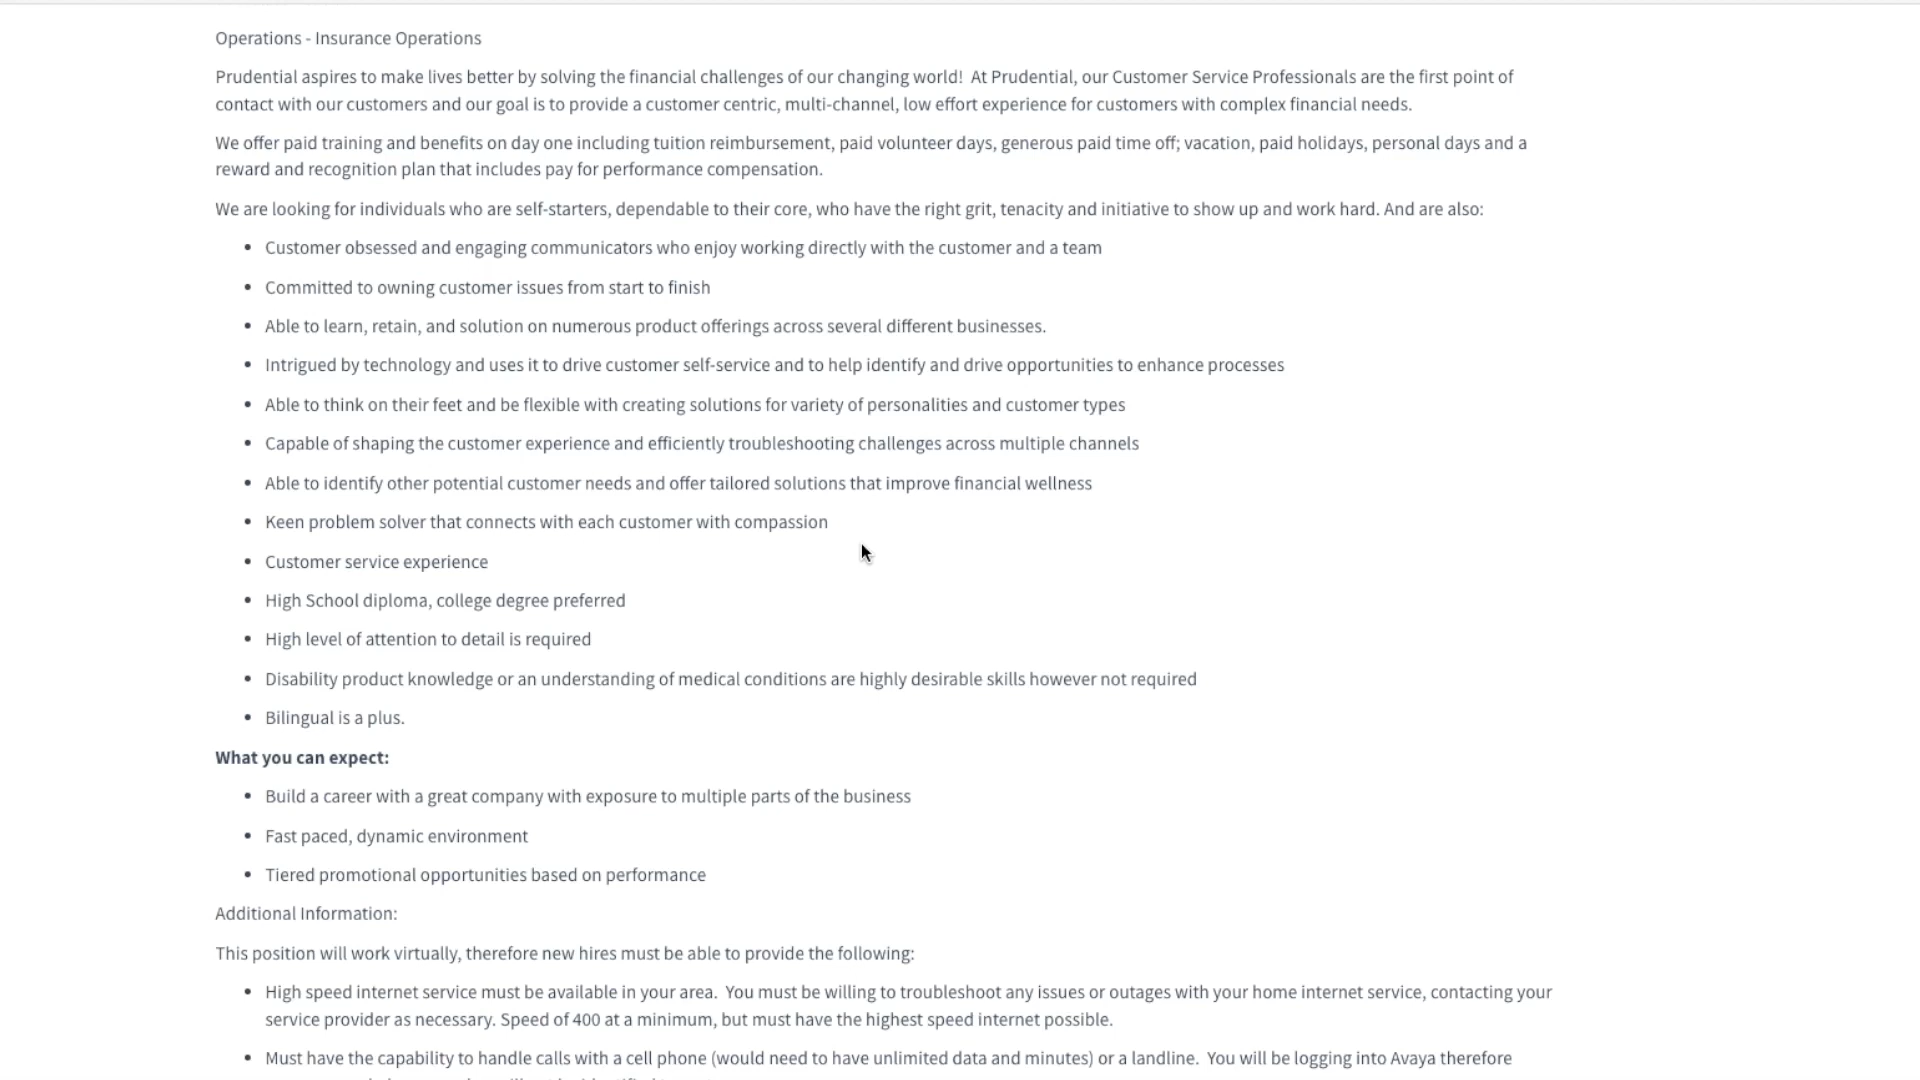 Operations - Insurance Operations
Prudential aspires to make lives better by solving the financial challenges of our changing world!  At Prudential, our Customer Service Professionals are the first point of
contact with our customers and our goal is to provide a customer centric, multi-channel, low effort experience for customers with complex financial needs.
We offer paid training and benefits on day one including tuition reimbursement, paid volunteer days, generous paid time off; vacation, paid holidays, personal days and a
reward and recognition plan that includes pay for performance compensation.
We are looking for individuals who are self-starters, dependable to their core, who have the right grit, tenacity and initiative to show up and work hard. And are also:
• Customer obsessed and engaging communicators who enjoy working directly with the customer and a team
• Committed to owning customer issues from start to finish
• Able to learn, retain, and solution on numerous product offerings across several different businesses.
• Intrigued by technology and uses it to drive customer self-service and to help identify and drive opportunities to enhance processes
• Able to think on their feet and be flexible with creating solutions for variety of personalities and customer types
• Capable of shaping the customer experience and efficiently troubleshooting challenges across multiple channels
• Able to identify other potential customer needs and offer tailored solutions that improve financial wellness
• Keen problem solver that connects with each customer with compassion
• Customer service experience
• High School diploma, college degree preferred
• High level of attention to detail is required
• Disability product knowledge or an understanding of medical conditions are highly desirable skills however not required
• Bilingual is a plus.
What you can expect:
• Build a career with a great company with exposure to multiple parts of the business
• Fast paced, dynamic environment
• Tiered promotional opportunities based on performance
Additional Information:
This position will work virtually, therefore new hires must be able to provide the following:
• High speed internet service must be available in your area.  You must be willing to troubleshoot any issues or outages with your home internet service, contacting your
service provider as necessary. Speed of 400 at a minimum, but must have the highest speed internet possible.
• Must have the capability to handle calls with a cell phone (would need to have unlimited data and minutes) or a landline.  You will be logging into Avaya therefore